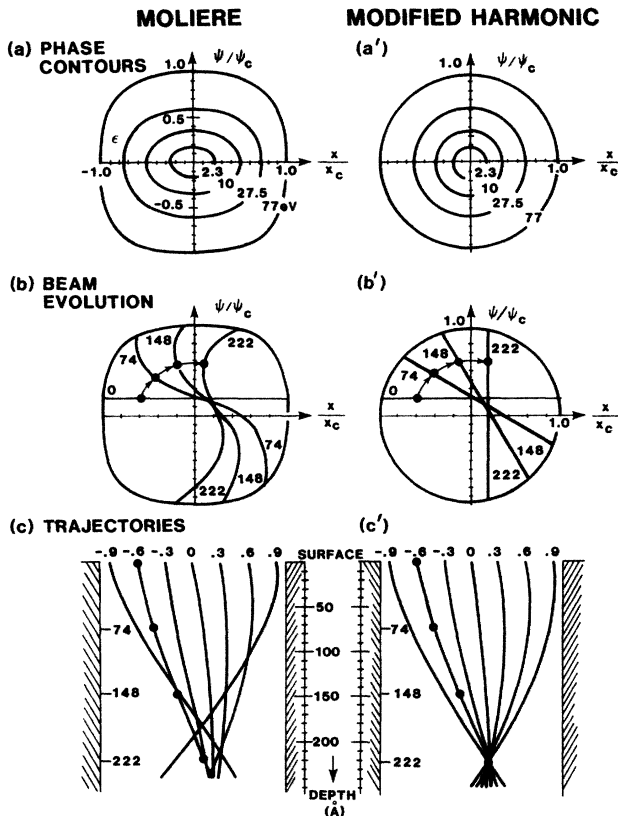 MOLIERE MODIFIED HARMONIC
(a) PHASE CONTOURS
1.0 ψ/ψc
0.5
ϵ
-1.0
2.3
1.0
x/xc
10
-0.5
27.5
77eV
(a′)
1.0 ψ/ψc
2.3
1.0
x/xc
10
27.5
77
(b) BEAM EVOLUTION
ψ/ψc
148
222
74
0
x/xc
74
148
222
(b′)
1.0 ψ/ψc
148
222
74
0
x/xc
1.0
148
222
(c) TRAJECTORIES
-.9 -.6 -.3 0 .3 .6 .9
-74
-148
-222
SURFACE
50
100
150
200
DEPTH
(Å)
(c′)
-.9 -.6 -.3 0 .3 .6 .9
-74
-148
-222